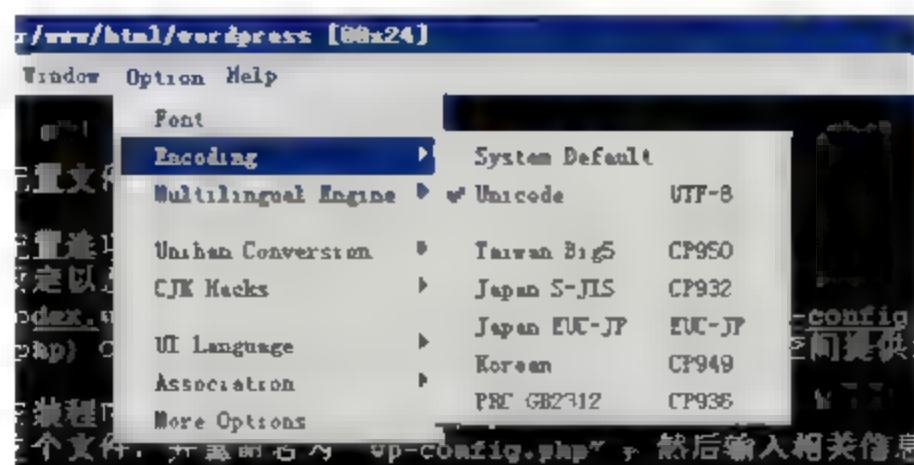 r/www/html/wordpress [80x24]
Window Option Help
Font
Encoding
System Default
Multilingual Engine
Unicode UTF-8
Unihan Conversion
Taiwan Big5 CP950
CJK Hacks
Japan S-JIS CP932
Japan EUC-JP EUC-JP
-config
UI Language
Korean CP949
Association
PRC GB2312 CP936
More Options
wp-config.php" , 然后输入相关信息